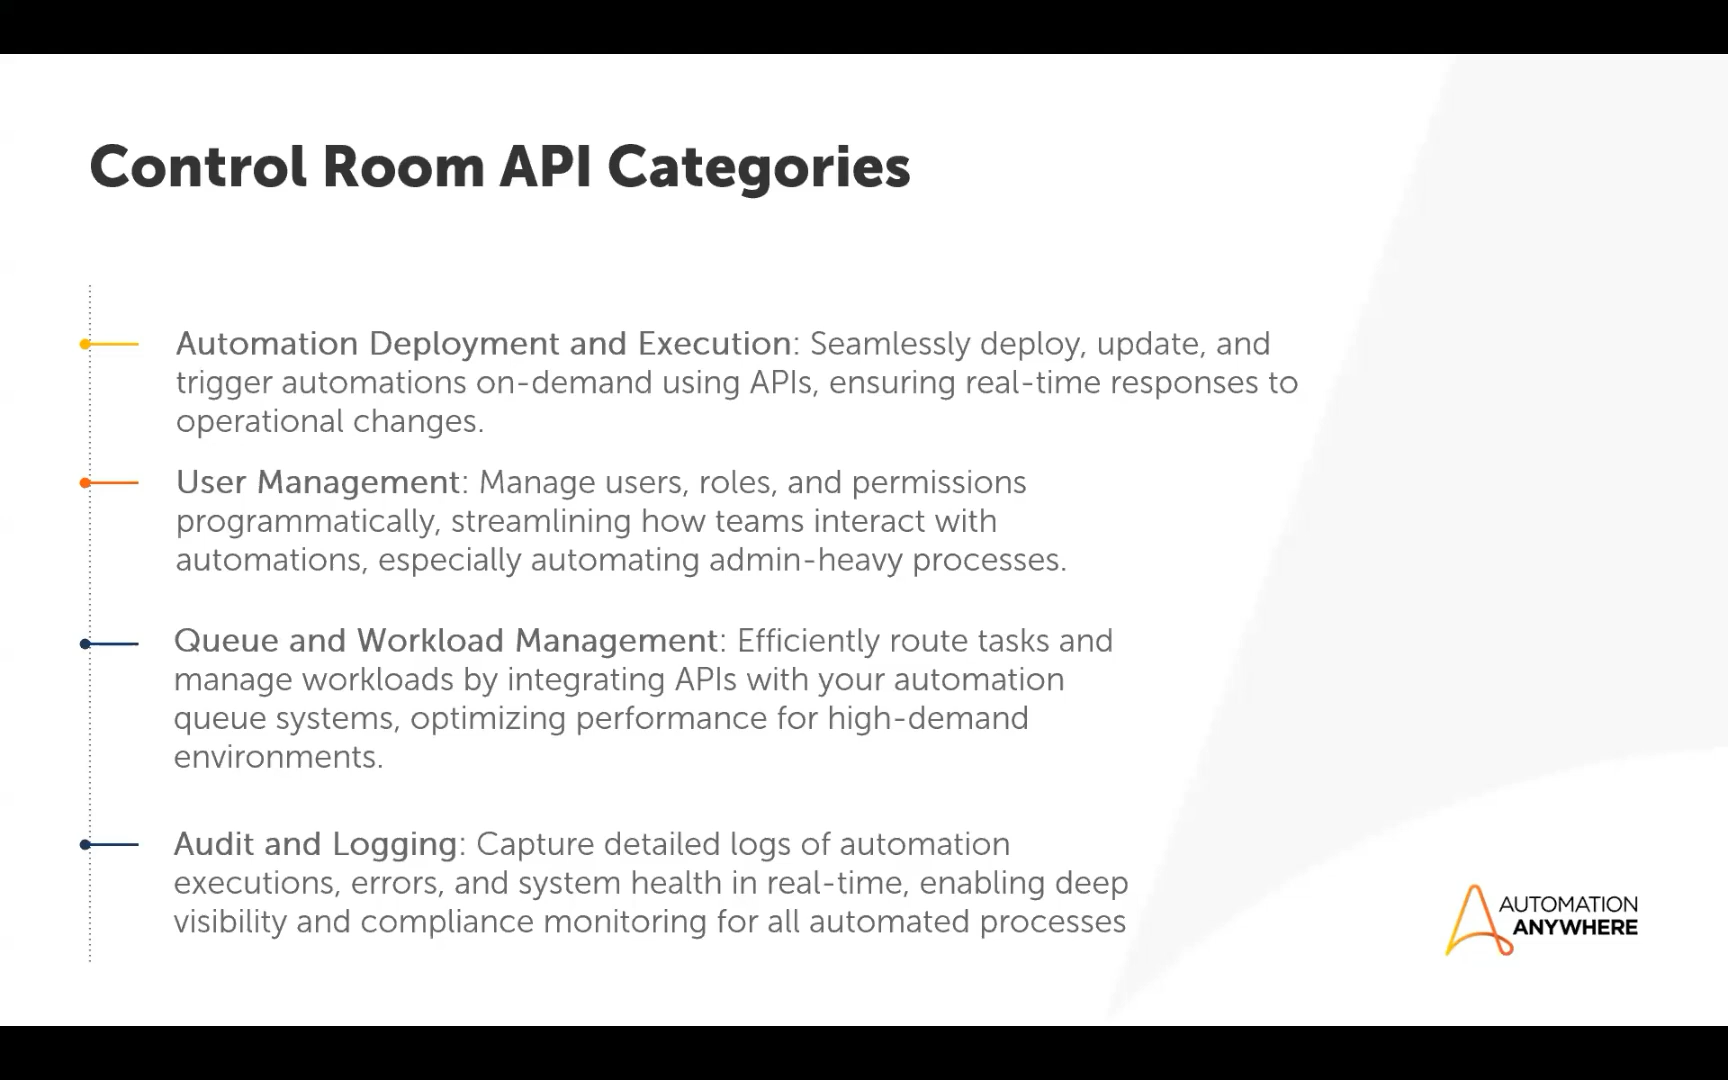 Control Room API Categories
Automation Deployment and Execution: Seamlessly deploy, update, and
trigger automations on-demand using APIs, ensuring real-time responses to
operational changes.
User Management: Manage users, roles, and permissions
programmatically, streamlining how teams interact with
automations, especially automating admin-heavy processes.
Queue and Workload Management: Efficiently route tasks and
manage workloads by integrating APIs with your automation
queue systems, optimizing performance for high-demand
environments.
Audit and Logging: Capture detailed logs of automation
executions, errors, and system health in real-time, enabling deep
visibility and compliance monitoring for all automated processes
AUTOMATION
ANYWHERE